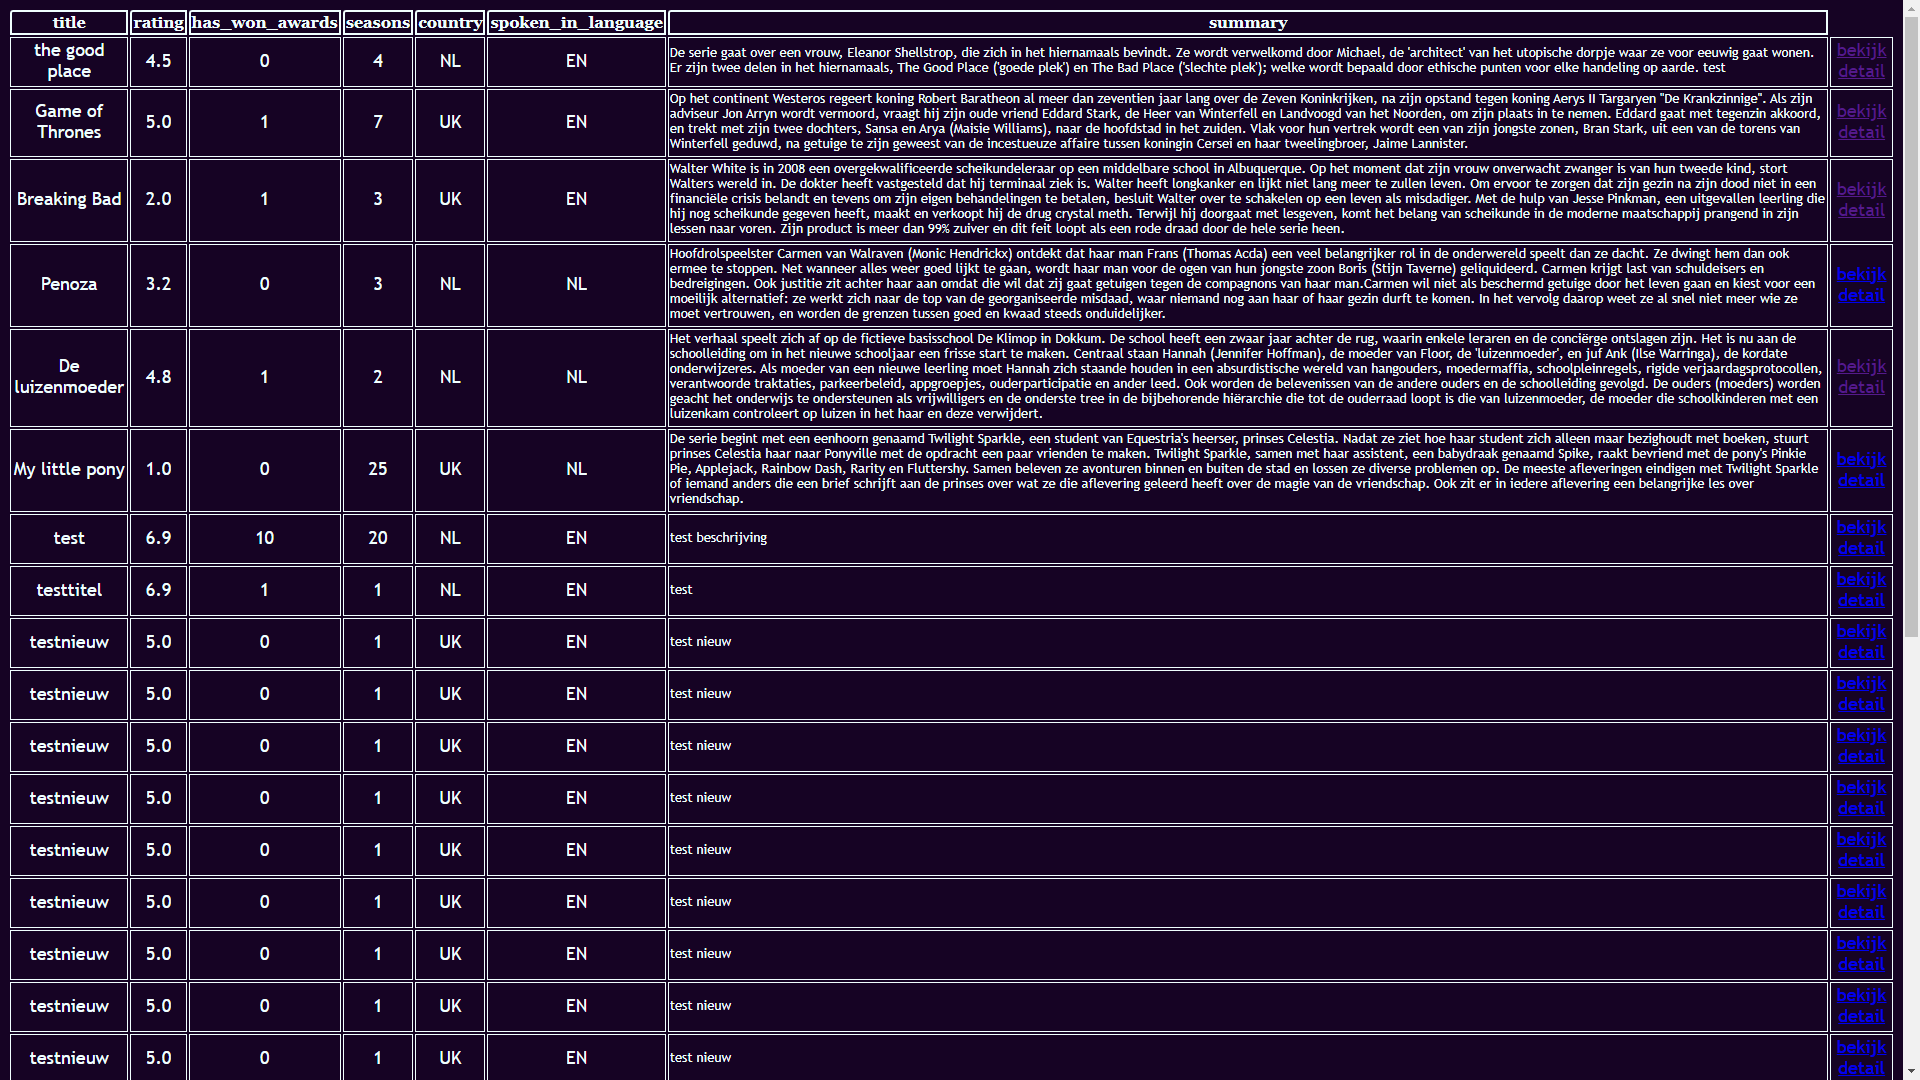 title rating has_won_awards seasons country spoken_in_language summary
the good place 4.5 0 4 NL EN De serie gaat over een vrouw, Eleanor Shellstrop, die zich in het hiernamaals bevindt. Ze wordt verwelkomd door Michael, de 'architect' van het utopische dorpje waar ze voor eeuwig gaat wonen.
Er zijn twee delen in het hiernamaals, The Good Place ('goede plek') en The Bad Place ('slechte plek'); welke wordt bepaald door ethische punten voor elke handeling op aarde. test
bekijk detail
Game of Thrones 5.0 1 7 UK EN Op het continent Westeros regeert koning Robert Baratheon al meer dan zeventien jaar lang over de Zeven Koninkrijken, na zijn opstand tegen koning Aerys II Targaryen "De Krankzinnige". Als zijn
adviseur Jon Arryn wordt vermoord, vraagt hij zijn oude vriend Eddard Stark, de Heer van Winterfell en Landvoogd van het Noorden, om zijn plaats in te nemen. Eddard gaat met tegenzin akkoord,
en trekt met zijn twee dochters, Sansa en Arya (Maisie Williams), naar de hoofdstad in het zuiden. Vlak voor hun vertrek wordt een van zijn jongste zonen, Bran Stark, uit een van de torens van
Winterfell geduwd, na getuige te zijn geweest van de incestueuze affaire tussen koningin Cersei en haar tweelingbroer, Jaime Lannister.
bekijk detail
Breaking Bad 2.0 1 3 UK EN Walter White is in 2008 een overgekwalificeerde scheikundeleraar op een middelbare school in Albuquerque. Op het moment dat zijn vrouw onverwacht zwanger is van hun tweede kind, stort
Walters wereld in. De dokter heeft vastgesteld dat hij terminaal ziek is. Walter heeft longkanker en lijkt niet lang meer te zullen leven. Om ervoor te zorgen dat zijn gezin na zijn dood niet in een
financiële crisis belandt en tevens om zijn eigen behandelingen te betalen, besluit Walter over te schakelen op een leven als misdadiger. Met de hulp van Jesse Pinkman, een uitgevallen leerling die
hij nog scheikunde gegeven heeft, maakt en verkoopt hij de drug crystal meth. Terwijl hij doorgaat met lesgeven, komt het belang van scheikunde in de moderne maatschappij prangend in zijn
lessen naar voren. Zijn product is meer dan 99% zuiver en dit feit loopt als een rode draad door de hele serie heen.
bekijk detail
Penoza 3.2 0 3 NL NL Hoofdrolspeelster Carmen van Walraven (Monic Hendrickx) ontdekt dat haar man Frans (Thomas Acda) een veel belangrijker rol in de onderwereld speelt dan ze dacht. Ze dwingt hem dan ook
ermee te stoppen. Net wanneer alles weer goed lijkt te gaan, wordt haar man voor de ogen van hun jongste zoon Boris (Stijn Taverne) geliquideerd. Carmen krijgt last van schuldeisers en
bedreigingen. Ook justitie zit achter haar aan omdat die wil dat zij gaat getuigen tegen de compagnons van haar man.Carmen wil niet als beschermd getuige door het leven gaan en kiest voor een
moeilijk alternatief: ze werkt zich naar de top van de georganiseerde misdaad, waar niemand nog aan haar of haar gezin durft te komen. In het vervolg daarop weet ze al snel niet meer wie ze
moet vertrouwen, en worden de grenzen tussen goed en kwaad steeds onduidelijker.
bekijk detail
De luizenmoeder 4.8 1 2 NL NL Het verhaal speelt zich af op de fictieve basisschool De Klimop in Dokkum. De school heeft een zwaar jaar achter de rug, waarin enkele leraren en de conciërge ontslagen zijn. Het is nu aan de
schoolleiding om in het nieuwe schooljaar een frisse start te maken. Centraal staan Hannah (Jennifer Hoffman), de moeder van Floor, de 'luizenmoeder', en juf Ank (Ilse Warringa), de kordate
onderwijzeres. Als moeder van een nieuwe leerling moet Hannah zich staande houden in een absurdistische wereld van hangouders, moedermaffia, schoolpleinregels, rigide verjaardagsprotocollen,
verantwoorde traktaties, parkeerbeleid, appgroepjes, ouderparticipatie en ander leed. Ook worden de belevenissen van de andere ouders en de schoolleiding gevolgd. De ouders (moeders) worden
geacht het onderwijs te ondersteunen als vrijwilligers en de onderste tree in de bijbehorende hiërarchie die tot de ouderraad loopt is die van luizenmoeder, de moeder die schoolkinderen met een
luizenkam controleert op luizen in het haar en deze verwijdert.
bekijk detail
My little pony 1.0 0 25 UK NL De serie begint met een eenhoorn genaamd Twilight Sparkle, een student van Equestria's heerser, prinses Celestia. Nadat ze ziet hoe haar student zich alleen maar bezighoudt met boeken, stuurt
prinses Celestia haar naar Ponyville met de opdracht een paar vrienden te maken. Twilight Sparkle, samen met haar assistent, een babydraak genaamd Spike, raakt bevriend met de pony's Pinkie
Pie, Applejack, Rainbow Dash, Rarity en Fluttershy. Samen beleven ze avonturen binnen en buiten de stad en lossen ze diverse problemen op. De meeste afleveringen eindigen met Twilight Sparkle
of iemand anders die een brief schrijft aan de prinses over wat ze die aflevering geleerd heeft over de magie van de vriendschap. Ook zit er in iedere aflevering een belangrijke les over
vriendschap.
bekijk detail
test 6.9 10 20 NL EN test beschrijving bekijk detail
testtitel 6.9 1 1 NL EN test bekijk detail
testnieuw 5.0 0 1 UK EN test nieuw bekijk detail
testnieuw 5.0 0 1 UK EN test nieuw bekijk detail
testnieuw 5.0 0 1 UK EN test nieuw bekijk detail
testnieuw 5.0 0 1 UK EN test nieuw bekijk detail
testnieuw 5.0 0 1 UK EN test nieuw bekijk detail
testnieuw 5.0 0 1 UK EN test nieuw bekijk detail
testnieuw 5.0 0 1 UK EN test nieuw bekijk detail
testnieuw 5.0 0 1 UK EN test nieuw bekijk detail
testnieuw 5.0 0 1 UK EN test nieuw bekijk detail